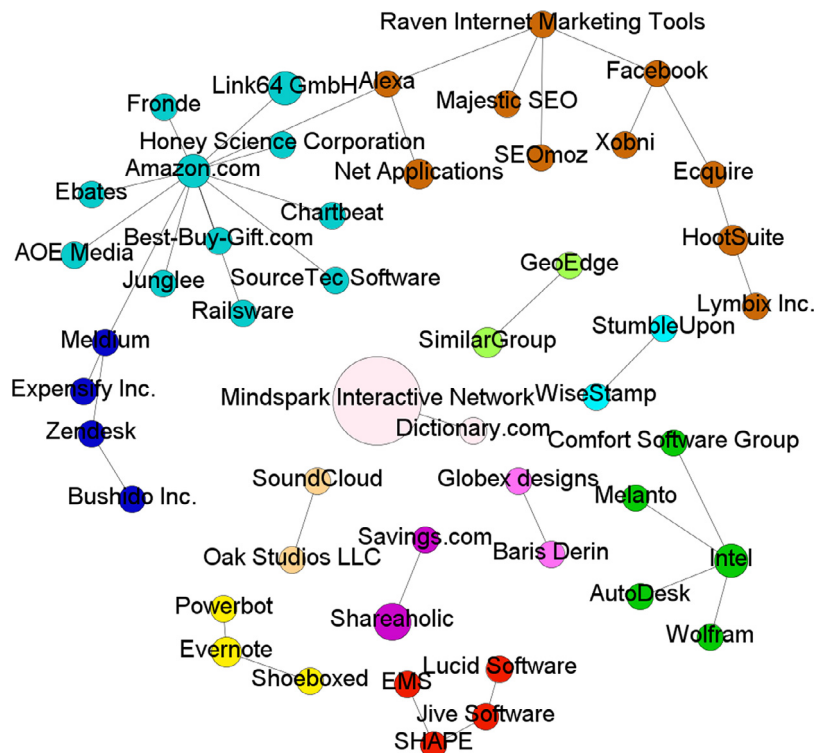 Raven Internet Marketing Tools
Facebook
Link64 GmbH
Alexa
Fronde
Majestic SEO
Honey Science Corporation
Xobni
SEOmoz
Amazon.com
Net Applications
Ecquire
Ebates
Chartbeat
Best-Buy-Gift.com
HootSuite
AOE Media
GeoEdge
Junglee
SourceTec Software
Railsware
Lymbix Inc.
StumbleUpon
Meldium
SimilarGroup
Expensify Inc.
Mindspark Interactive Network
WiseStamp
Zendesk
Dictionary.com
Comfort Software Group
SoundCloud
Globex designs
Bushido Inc.
Melanto
Savings.com
Oak Studios LLC
Baris Derin
Intel
AutoDesk
Powerbot
Shareaholic
Wolfram
Evernote
Lucid Software
Shoeboxed
EMS
Jive Software
SHAPE